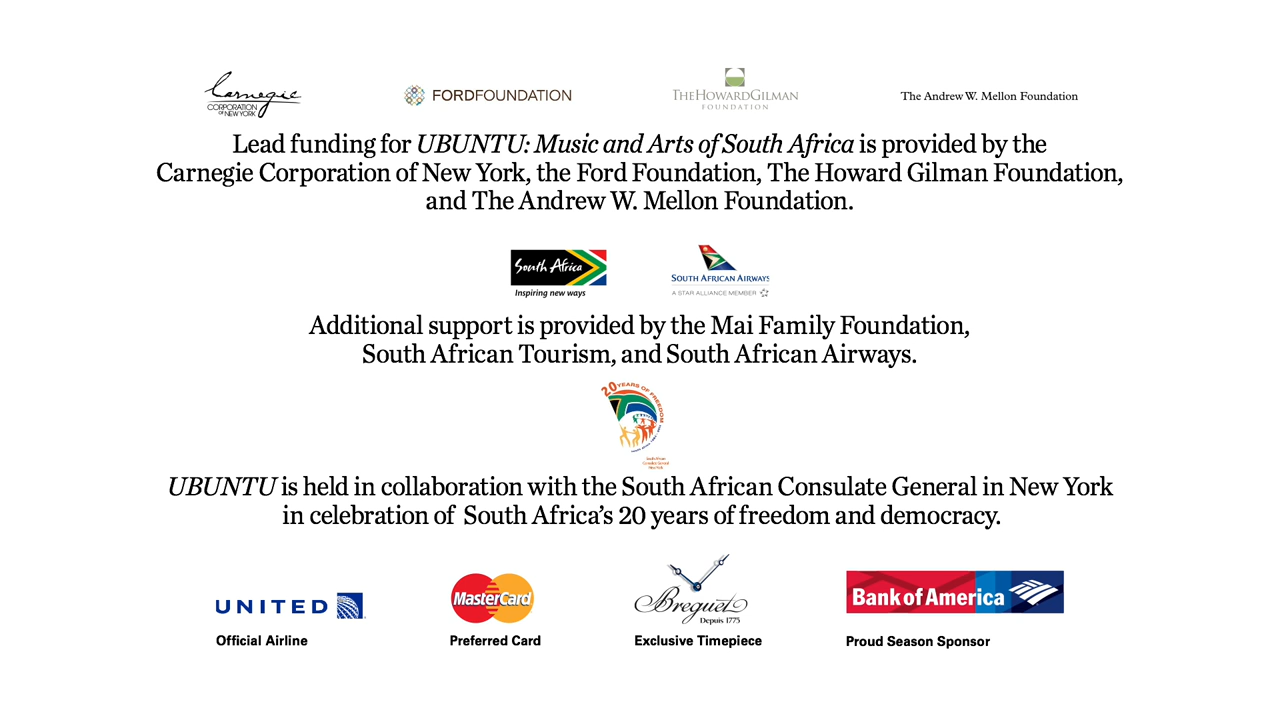 Carnegie
CORPORATION
OF NEW YORK
FORDFOUNDATION
THEHOWARDGILMAN
FOUNDATION
The Andrew W. Mellon Foundation
Lead funding for UBUNTU: Music and Arts of South Africa is provided by the
Carnegie Corporation of New York, the Ford Foundation, The Howard Gilman Foundation,
and The Andrew W. Mellon Foundation.
South Africa
Inspiring new ways
SOUTH AFRICAN AIRWAYS
A STAR ALLIANCE MEMBER
Additional support is provided by the Mai Family Foundation,
South African Tourism, and South African Airways.
20 YEARS OF FREEDOM
South African
Consulate General
New York
UBUNTU is held in collaboration with the South African Consulate General in New York
in celebration of South Africa’s 20 years of freedom and democracy.
UNITED
Official Airline
MasterCard
Preferred Card
Breguet
Depuis 1775
Exclusive Timepiece
Bank of America
Proud Season Sponsor